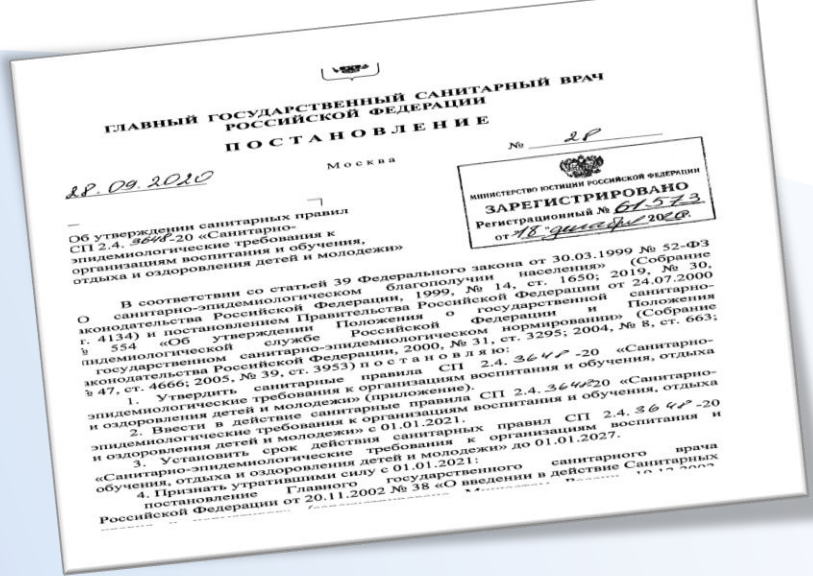 ГЛАВНЫЙ ГОСУДАРСТВЕННЫЙ САНИТАРНЫЙ ВРАЧ
РОССИЙСКОЙ ФЕДЕРАЦИИ
ПОСТАНОВЛЕНИЕ
28.09.2020
Москва
№ 28
МИНИСТЕРСТВО ЮСТИЦИИ РОССИЙСКОЙ ФЕДЕРАЦИИ
ЗАРЕГИСТРИРОВАНО
Регистрационный № 61573
от "18" декабря 2020.
Об утверждении санитарных правил
СП 2.4. 3648-20 «Санитарно-
эпидемиологические требования к
организациям воспитания и обучения,
отдыха и оздоровления детей и молодежи»
В соответствии со статьей 39 Федерального закона от 30.03.1999 № 52-ФЗ
О санитарно-эпидемиологическом благополучии населения» (Собрание
аконодательства Российской Федерации, 1999, № 14, ст. 1650; 2019, № 30,
т. 4134) и постановлением Правительства Российской Федерации от 24.07.2000
№ 554 «Об утверждении Положения о государственной санитарно-
пидемиологической службе Российской Федерации и Положения
государственном санитарно-эпидемиологическом нормировании» (Собрание
аконодательства Российской Федерации, 2000, № 31, ст. 3295; 2004, № 8, ст. 663;
№ 47, ст. 4666; 2005, № 39, ст. 3953) п о с т а н о в л я ю:
1. Утвердить санитарные правила СП 2.4. 3648 -20 «Санитарно-
эпидемиологические требования к организациям воспитания и обучения, отдыха
и оздоровления детей и молодежи» (приложение).
2. Ввести в действие санитарные правила СП 2.4. 3648-20 «Санитарно-
эпидемиологические требования к организациям воспитания и обучения, отдыха
и оздоровления детей и молодежи» с 01.01.2021.
3. Установить срок действия санитарных правил СП 2.4. 3648 -20
«Санитарно-эпидемиологические требования к организациям воспитания и
обучения, отдыха и оздоровления детей и молодежи» до 01.01.2027.
4. Признать утратившими силу с 01.01.2021:
постановление Главного государственного санитарного врача
Российской Федерации от 20.11.2002 № 38 «О введении в действие Санитарных